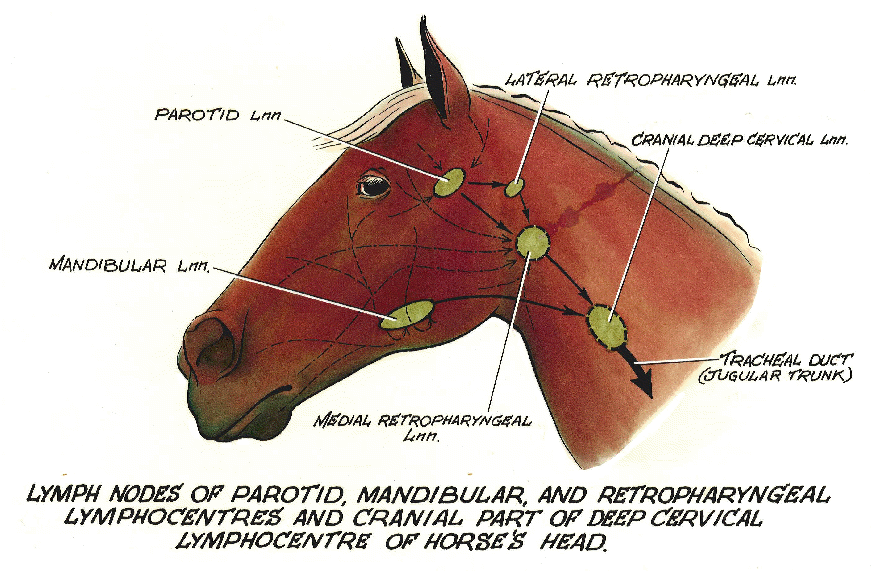 LATERAL RETROPHARYNGEAL Lnn.
PAROTID Lnn
CRANIAL DEEP CERVICAL Lnn.
MANDIBULAR Lnn.
TRACHEAL DUCT
(JUGULAR TRUNK)
MEDIAL RETROPHARYNGEAL
Lnn.
LYMPH NODES OF PAROTID, MANDIBULAR, AND RETROPHARYNGEAL
LYMPHOCENTRES AND CRANIAL PART OF DEEP CERVICAL
LYMPHOCENTRE OF HORSE'S HEAD.